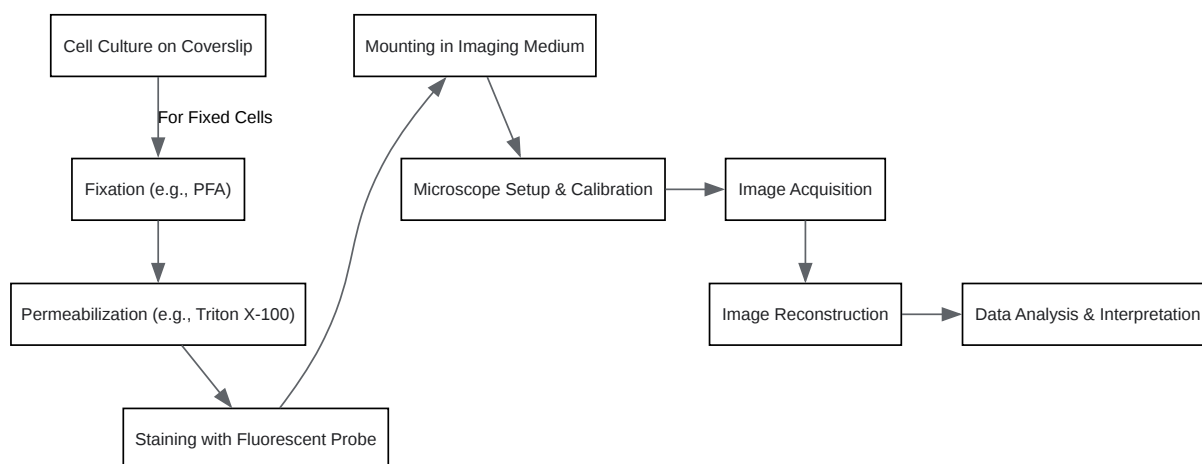 Cell Culture on Coverslip
For Fixed Cells
Fixation (e.g., PFA)
Permeabilization (e.g., Triton X-100)
Staining with Fluorescent Probe
Mounting in Imaging Medium
Microscope Setup & Calibration
Image Acquisition
Image Reconstruction
Data Analysis & Interpretation